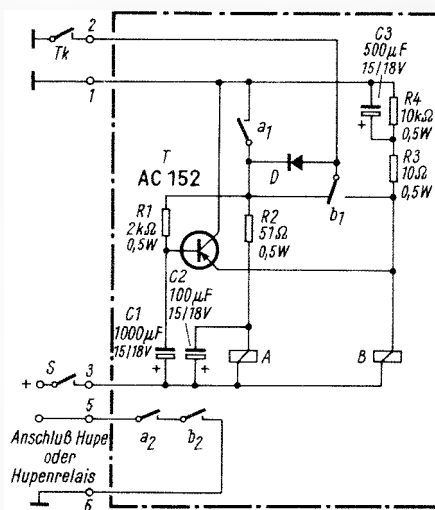 2
Tk
1
C3
500µF
15/18V
+
R4
10kΩ
0,5W
a1
T
AC 152
D
R3
10Ω
0,5W
b1
R1
2kΩ
0,5W
R2
51Ω
0,5W
C2
100µF
15/18V
C1
1000µF
15/18V
+
+
A
B
S
+
3
5
a2
b2
Anschluß Hupe
oder
Hupenrelais
6